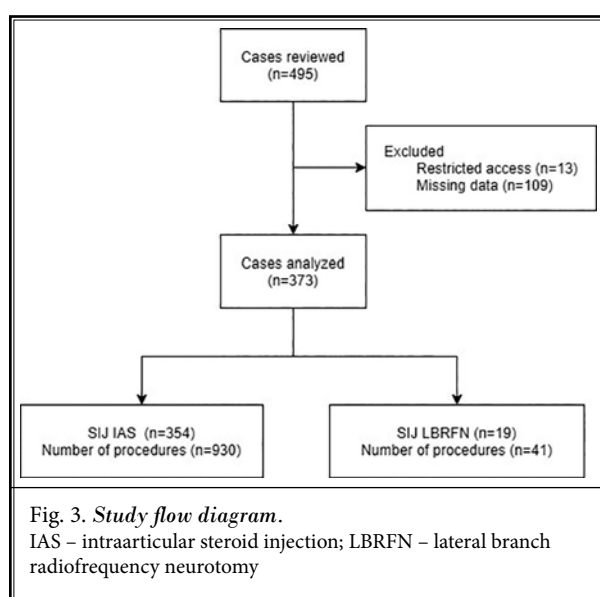 Cases reviewed
(n=495)
Excluded
Restricted access (n=13)
Missing data (n=109)
Cases analyzed
(n=373)
SIJ IAS (n=354)
Number of procedures (n=930)
SIJ LBRFN (n=19)
Number of procedures (n=41)
Fig. 3. Study flow diagram.
IAS – intraarticular steroid injection; LBRFN – lateral branch
radiofrequency neurotomy